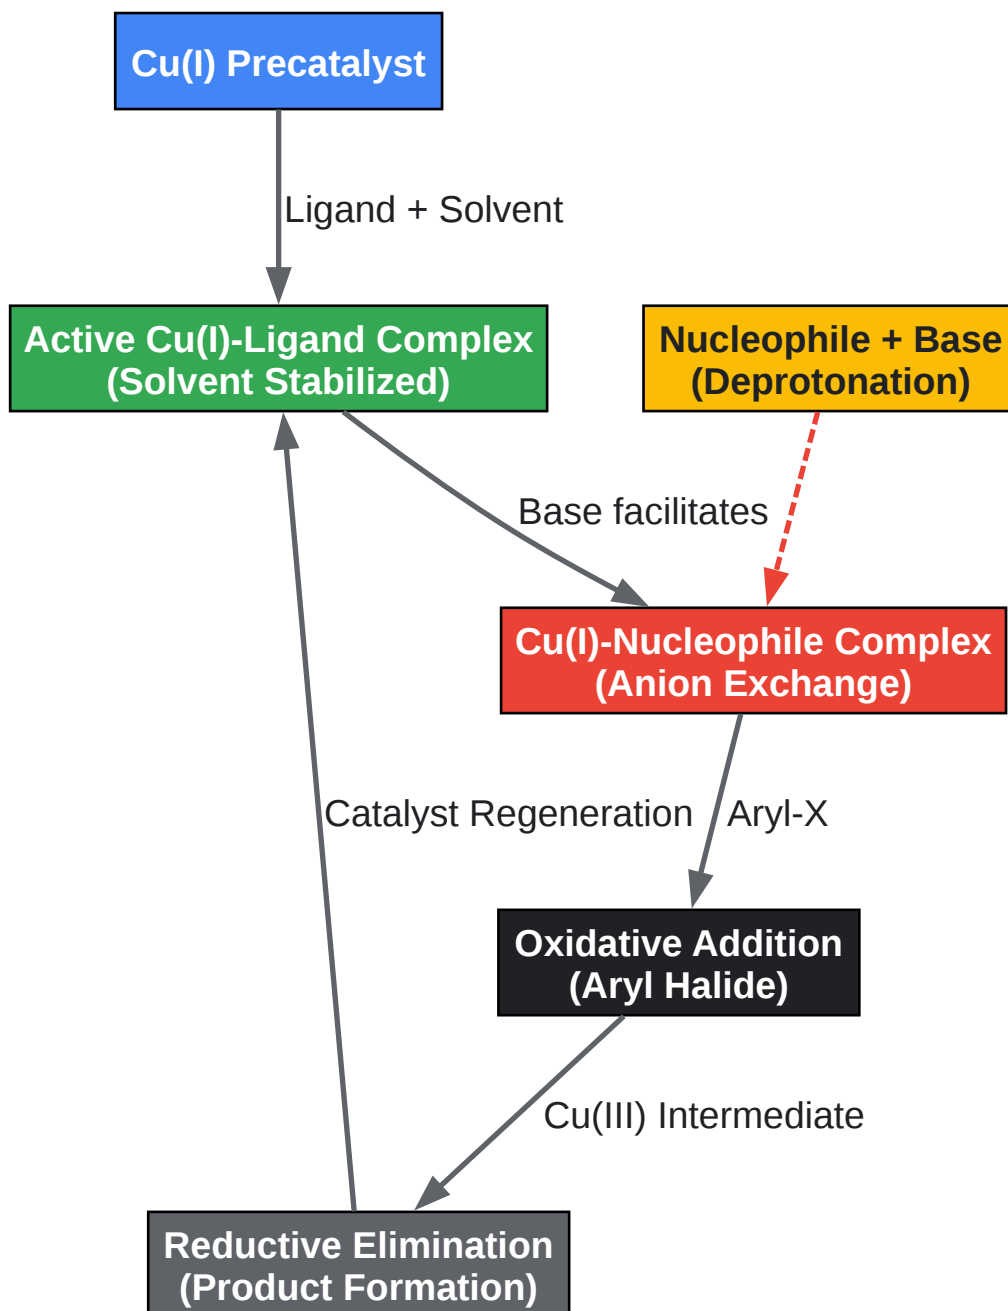 Cu(I) Precatalyst
Ligand + Solvent
Active Cu(I)-Ligand Complex
(Solvent Stabilized)
Nucleophile + Base
(Deprotonation)
Base facilitates
Cu(I)-Nucleophile Complex
(Anion Exchange)
Catalyst Regeneration
Aryl-X
Oxidative Addition
(Aryl Halide)
Cu(III) Intermediate
Reductive Elimination
(Product Formation)